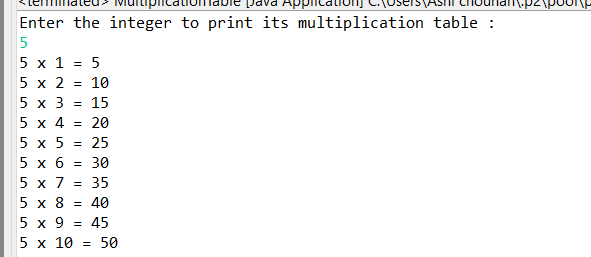 <terminated> MultiplicationTable [Java Application] C:\Users\Ashi chouhan\.p2\pool\p
Enter the integer to print its multiplication table :
5
5 x 1 = 5
5 x 2 = 10
5 x 3 = 15
5 x 4 = 20
5 x 5 = 25
5 x 6 = 30
5 x 7 = 35
5 x 8 = 40
5 x 9 = 45
5 x 10 = 50